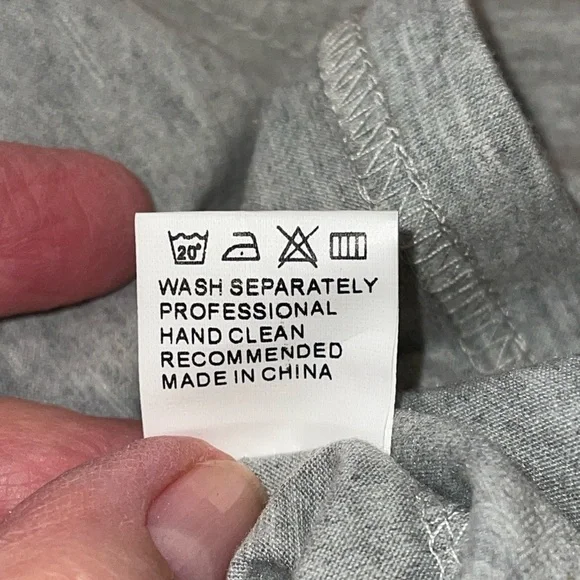 20°
WASH SEPARATELY
PROFESSIONAL
HAND CLEAN
RECOMMENDED
MADE IN CHINA